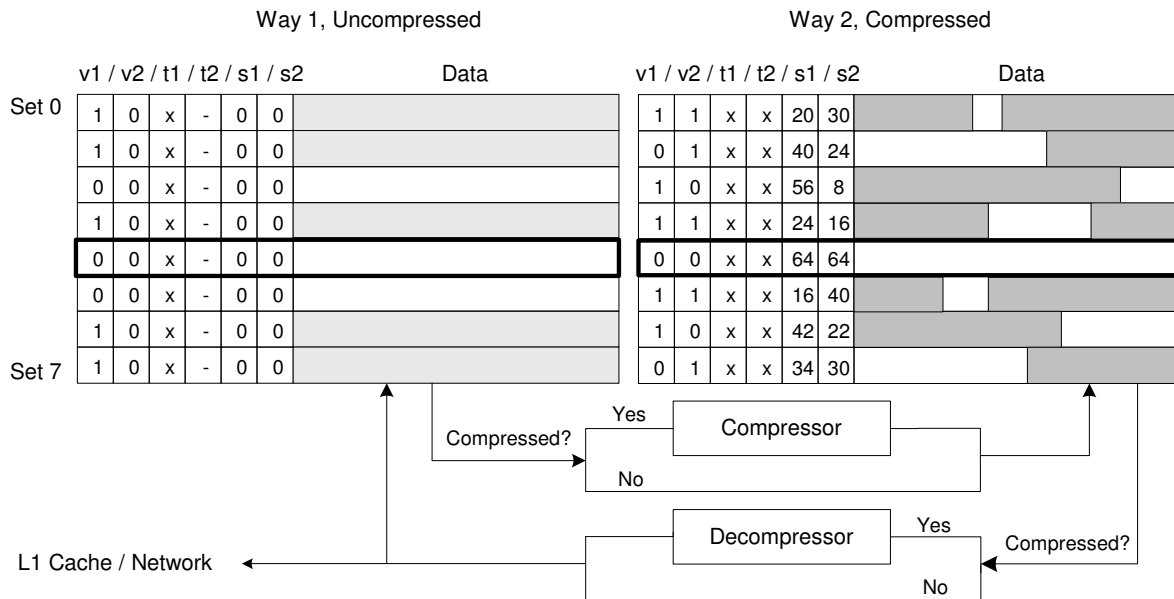 Way 1, Uncompressed Way 2, Compressed
v1 / v2 / t1 / t2 / s1 / s2 Data v1 / v2 / t1 / t2 / s1 / s2 Data
Set 0 1 0 x - 0 0 1 1 x x 20 30
1 0 x - 0 0 0 1 x x 40 24
0 0 x - 0 0 1 0 x x 56 8
1 0 x - 0 0 1 1 x x 24 16
0 0 x - 0 0 0 0 x x 64 64
0 0 x - 0 0 1 1 x x 16 40
1 0 x - 0 0 1 0 x x 42 22
Set 7 1 0 x - 0 0 0 1 x x 34 30
Yes Compressor
Compressed?
No
Decompressor Yes
L1 Cache / Network Compressed?
No